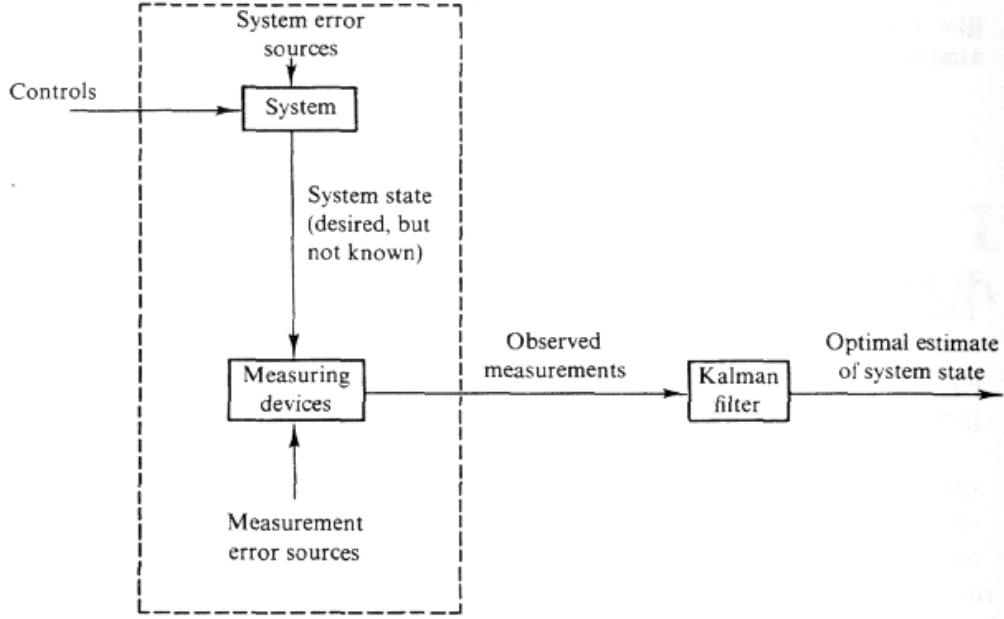 System error
sources
Controls
System
System state
(desired, but
not known)
Observed
measurements
Optimal estimate
of system state
Measuring
devices
Kalman
filter
Measurement
error sources